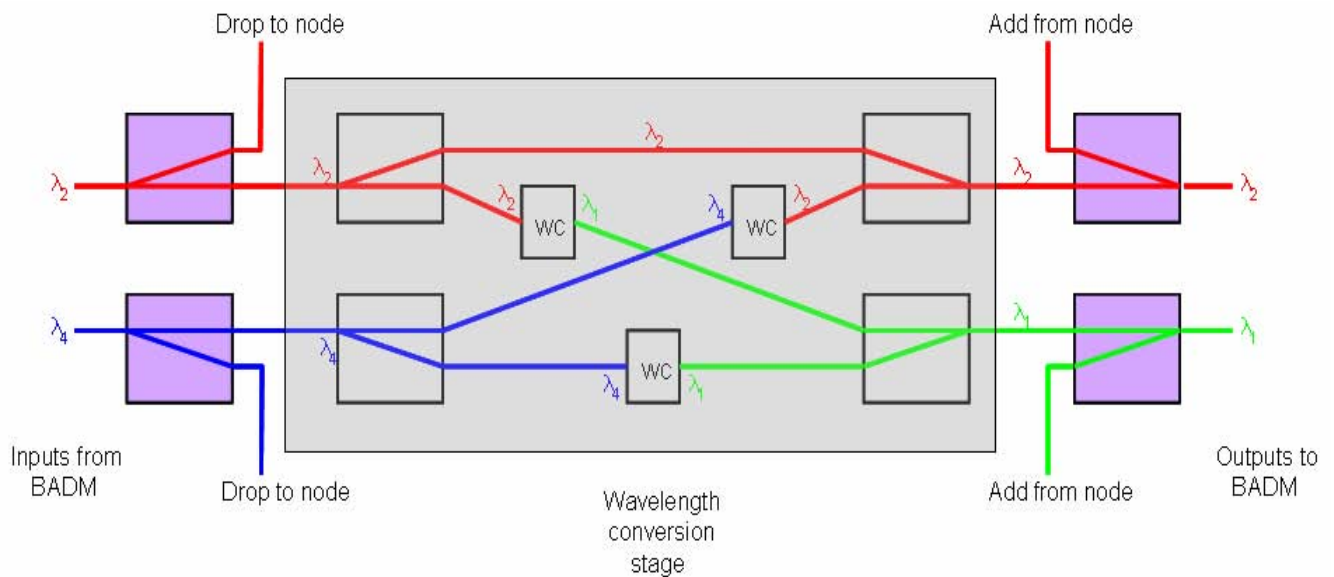 Drop to node
Add from node
λ₂
λ₂
λ₂
λ₂
λ₂
λ₂
λ₁
λ₄
λ₂
WC
WC
λ₄
λ₄
λ₄
WC
λ₁
λ₁
λ₁
Inputs from
BADM
Drop to node
Wavelength
conversion
stage
Add from node
Outputs to
BADM